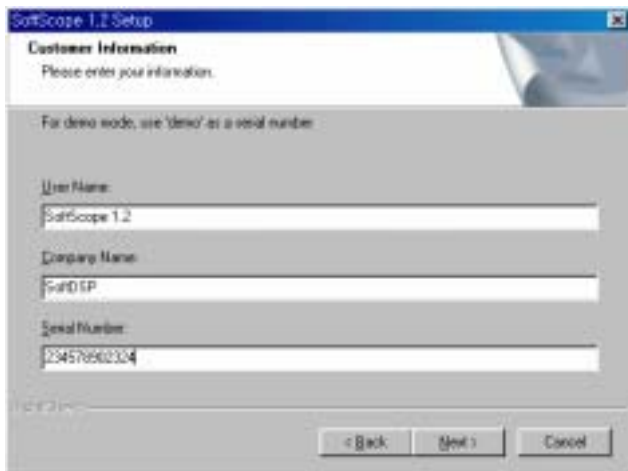 SoftScope 1.2 Setup
Customer Information
Please enter your information.
For demo mode, use 'demo' as a serial number
User Name:
SoftScope 1.2
Company Name:
SoftDSP
Serial Number:
234578902324
< Back Next > Cancel